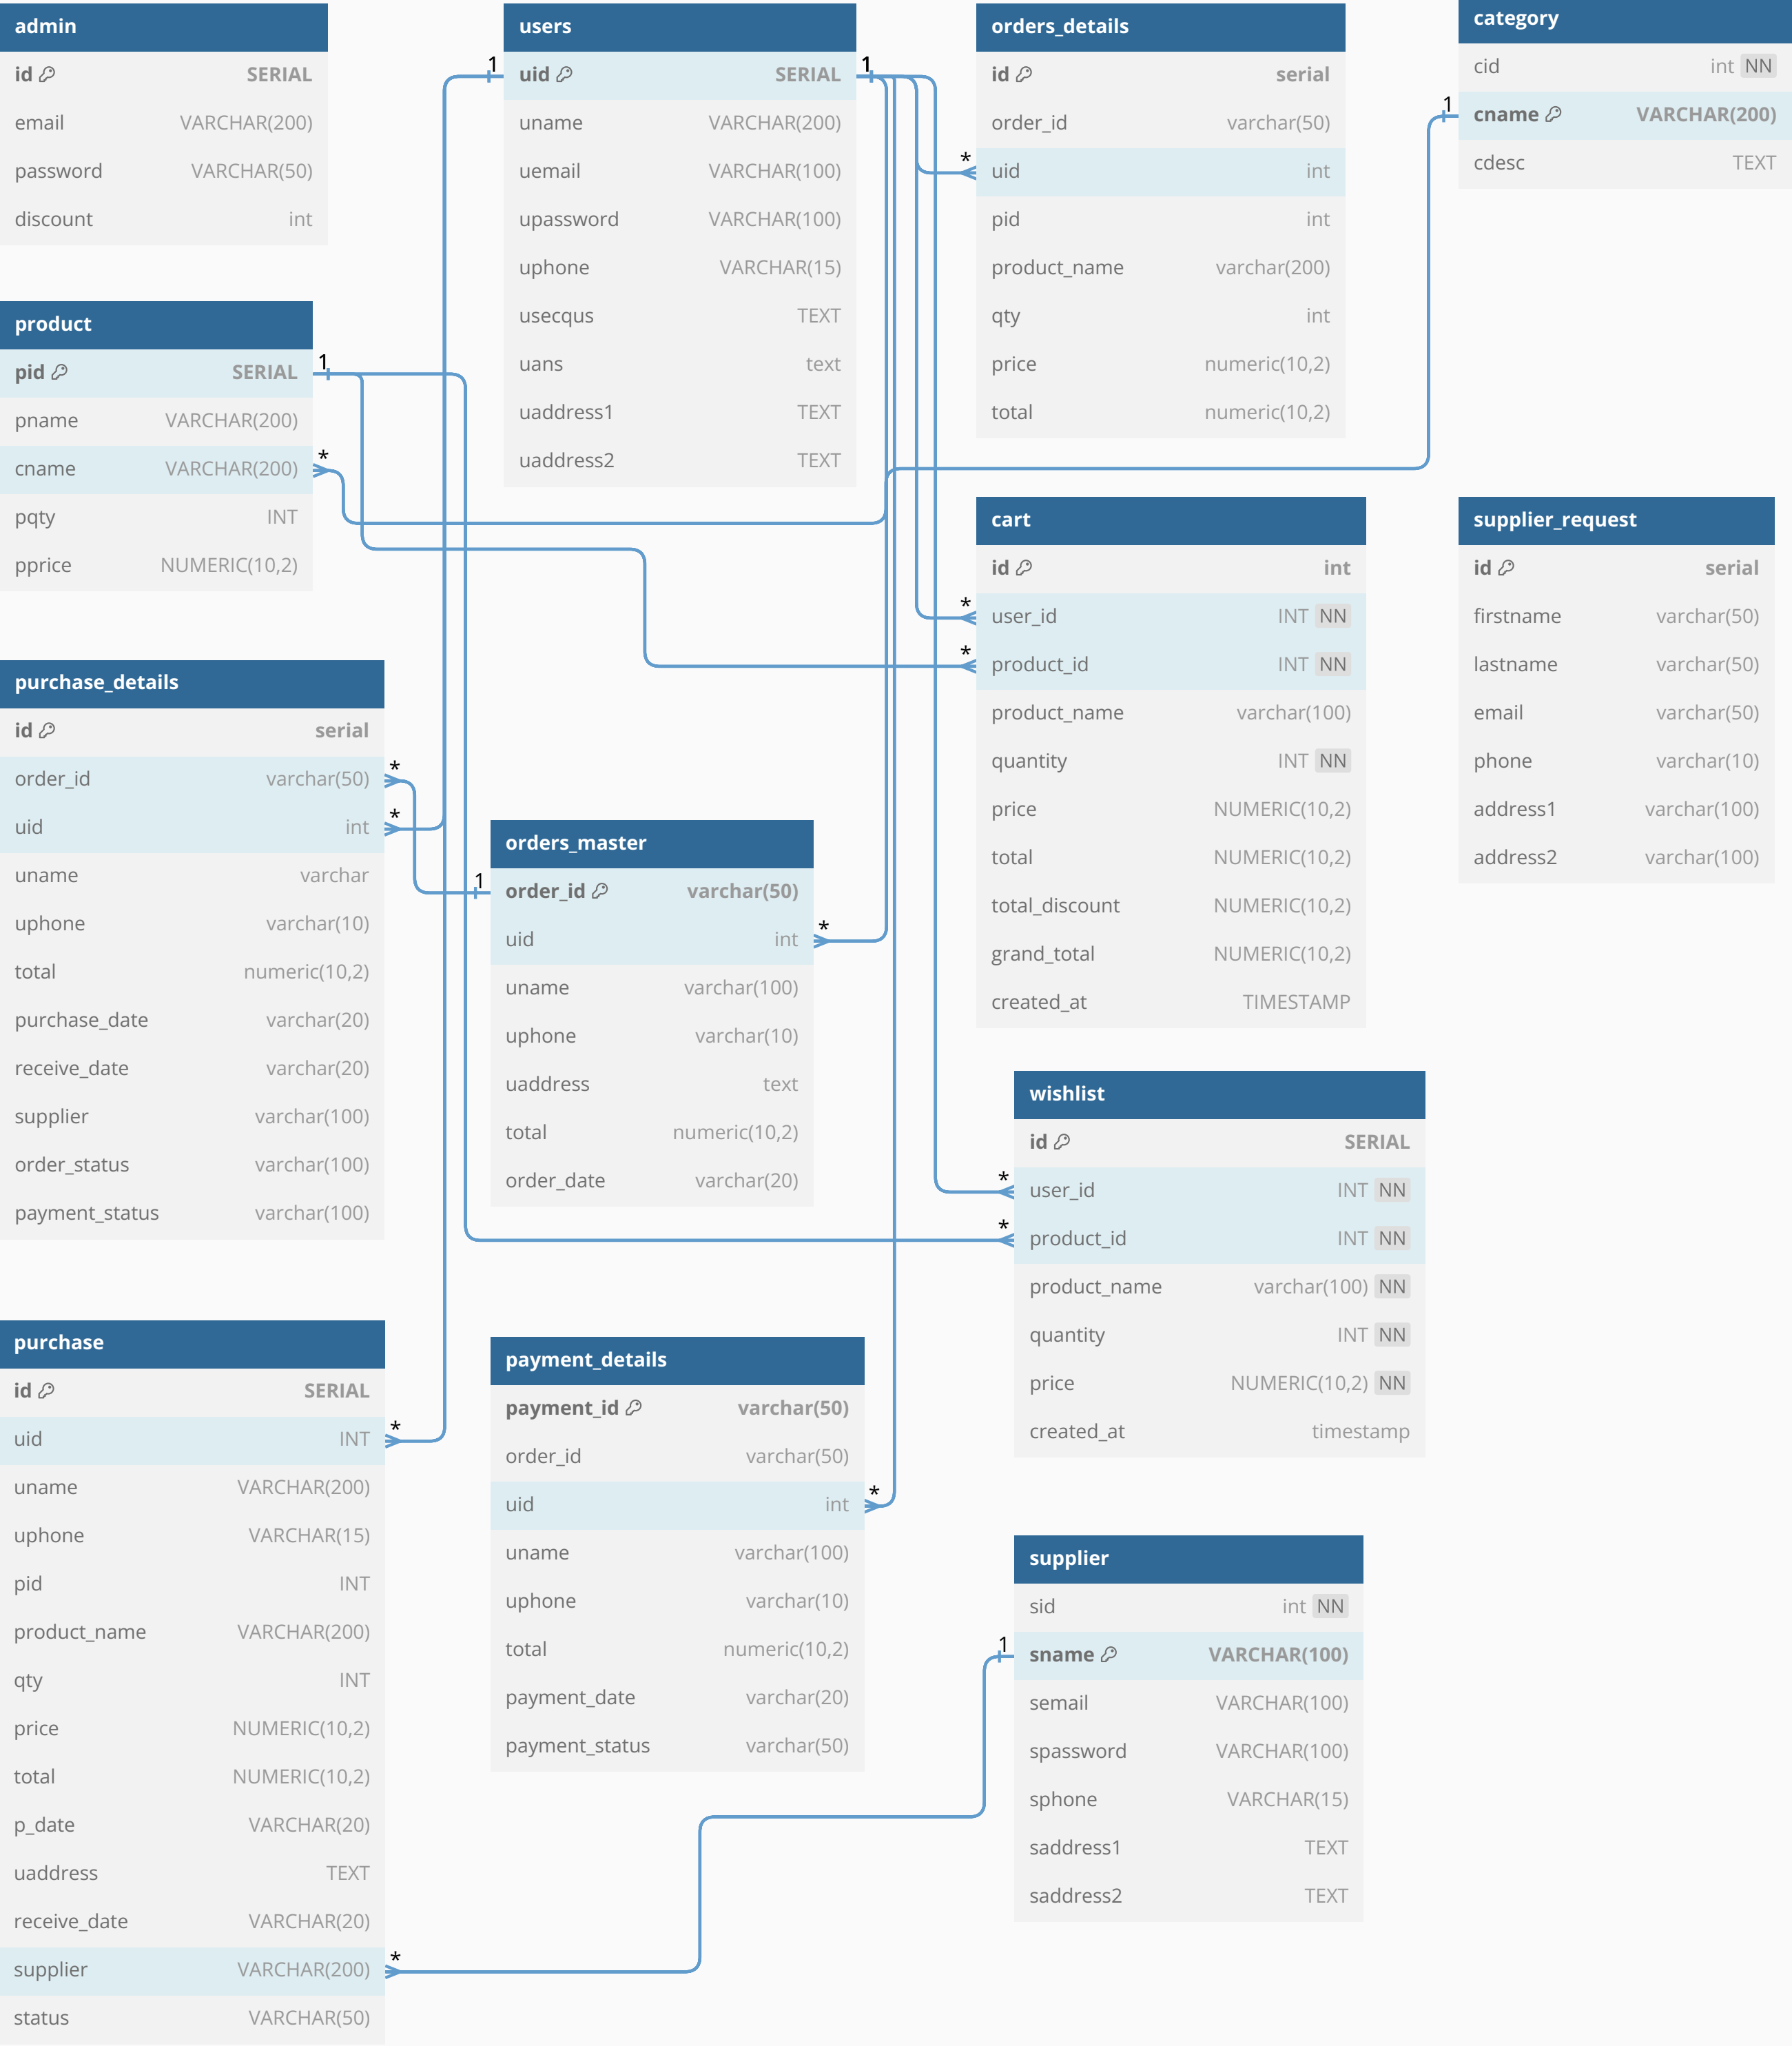 admin
id SERIAL
email VARCHAR(200)
password VARCHAR(50)
discount int
users
1 uid SERIAL 1
uname VARCHAR(200)
uemail VARCHAR(100)
upassword VARCHAR(100)
uphone VARCHAR(15)
usecqus TEXT
uans text
uaddress1 TEXT
uaddress2 TEXT
orders_details
id serial
order_id varchar(50)
* uid int
pid int
product_name varchar(200)
qty int
price numeric(10,2)
total numeric(10,2)
category
cid int NN
1 cname VARCHAR(200)
cdesc TEXT
product
pid SERIAL 1
pname VARCHAR(200)
cname VARCHAR(200) *
pqty INT
pprice NUMERIC(10,2)
cart
id int
* user_id INT NN
* product_id INT NN
product_name varchar(100)
quantity INT NN
price NUMERIC(10,2)
total NUMERIC(10,2)
total_discount NUMERIC(10,2)
grand_total NUMERIC(10,2)
created_at TIMESTAMP
supplier_request
id serial
firstname varchar(50)
lastname varchar(50)
email varchar(50)
phone varchar(10)
address1 varchar(100)
address2 varchar(100)
purchase_details
id serial
order_id varchar(50) *
uid int *
uname varchar
uphone varchar(10)
total numeric(10,2)
purchase_date varchar(20)
receive_date varchar(20)
supplier varchar(100)
order_status varchar(100)
payment_status varchar(100)
orders_master
1 order_id varchar(50)
uid int *
uname varchar(100)
uphone varchar(10)
uaddress text
total numeric(10,2)
order_date varchar(20)
wishlist
id SERIAL
* user_id INT NN
* product_id INT NN
product_name varchar(100) NN
quantity INT NN
price NUMERIC(10,2) NN
created_at timestamp
purchase
id SERIAL
uid INT *
uname VARCHAR(200)
uphone VARCHAR(15)
pid INT
product_name VARCHAR(200)
qty INT
price NUMERIC(10,2)
total NUMERIC(10,2)
p_date VARCHAR(20)
uaddress TEXT
receive_date VARCHAR(20)
supplier VARCHAR(200) *
status VARCHAR(50)
payment_details
payment_id varchar(50)
order_id varchar(50)
uid int *
uname varchar(100)
uphone varchar(10)
total numeric(10,2)
payment_date varchar(20)
payment_status varchar(50)
supplier
sid int NN
1 sname VARCHAR(100)
semail VARCHAR(100)
spassword VARCHAR(100)
sphone VARCHAR(15)
saddress1 TEXT
saddress2 TEXT